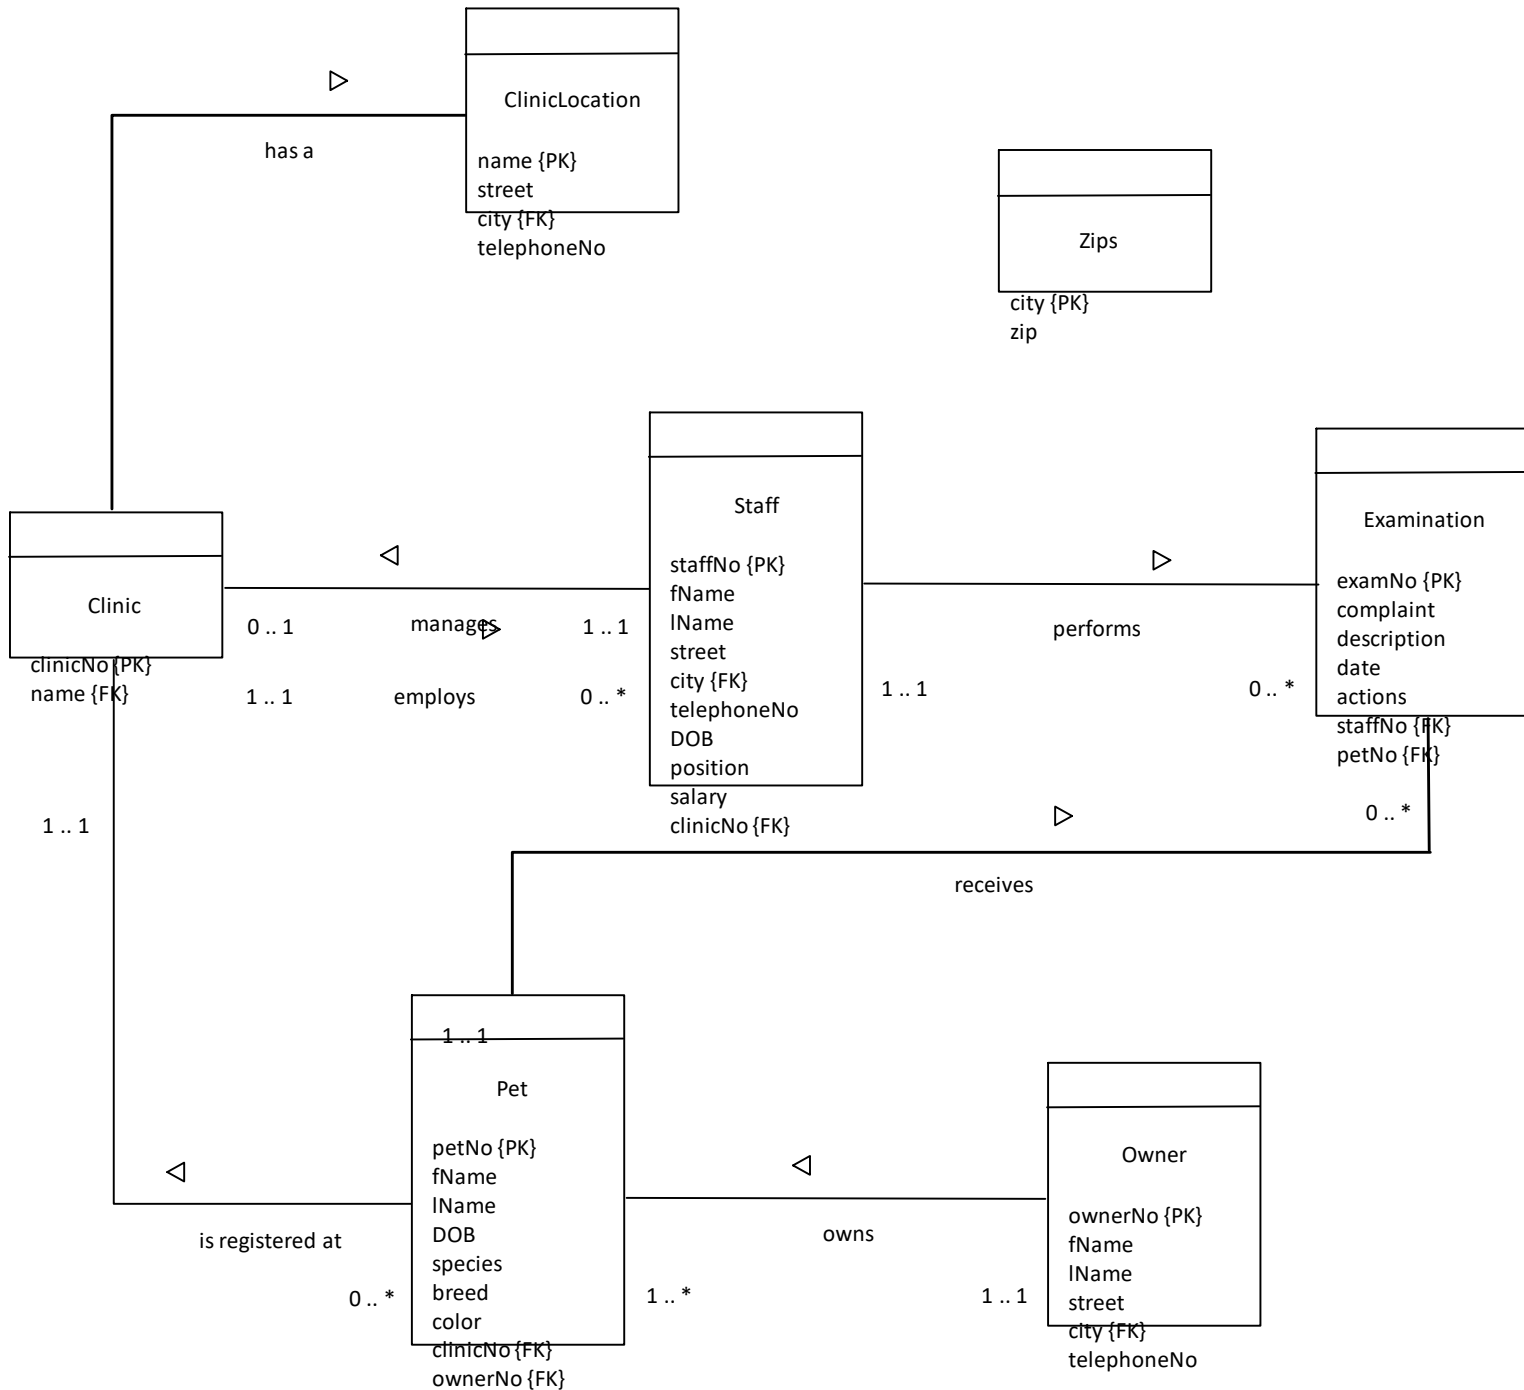 ClinicLocation
name {PK}
street
city {FK}
telephoneNo
has a
Zips
city {PK}
zip
Clinic
clinicNo {PK}
name {FK}
0 .. 1
manages
1 .. 1
1 .. 1
employs
0 .. *
Staff
staffNo {PK}
fName
lName
street
city {FK}
telephoneNo
DOB
position
salary
clinicNo {FK}
performs
1 .. 1
0 .. *
Examination
examNo {PK}
complaint
description
date
actions
staffNo {FK}
petNo {FK}
0 .. *
receives
1 .. 1
1 .. 1
Pet
petNo {PK}
fName
lName
DOB
species
breed
color
clinicNo {FK}
ownerNo {FK}
is registered at
0 .. *
owns
1 .. *
1 .. 1
Owner
ownerNo {PK}
fName
lName
street
city {FK}
telephoneNo